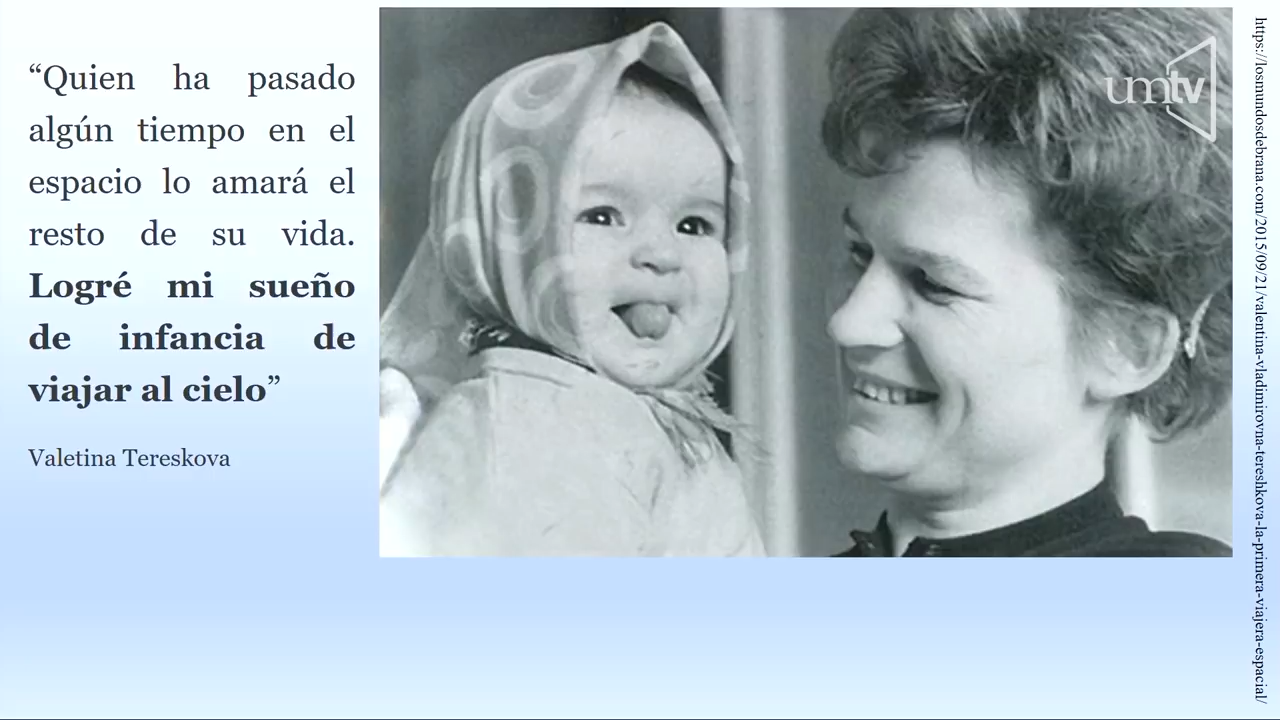 “Quien ha pasado
algún tiempo en el
espacio lo amará el
resto de su vida.
Logré mi sueño
de infancia de
viajar al cielo”
Valetina Tereskova
umtv
https://losmundosdebrana.com/2015/09/21/valentina-vladimirovna-tereshkova-la-primera-viajera-espacial/